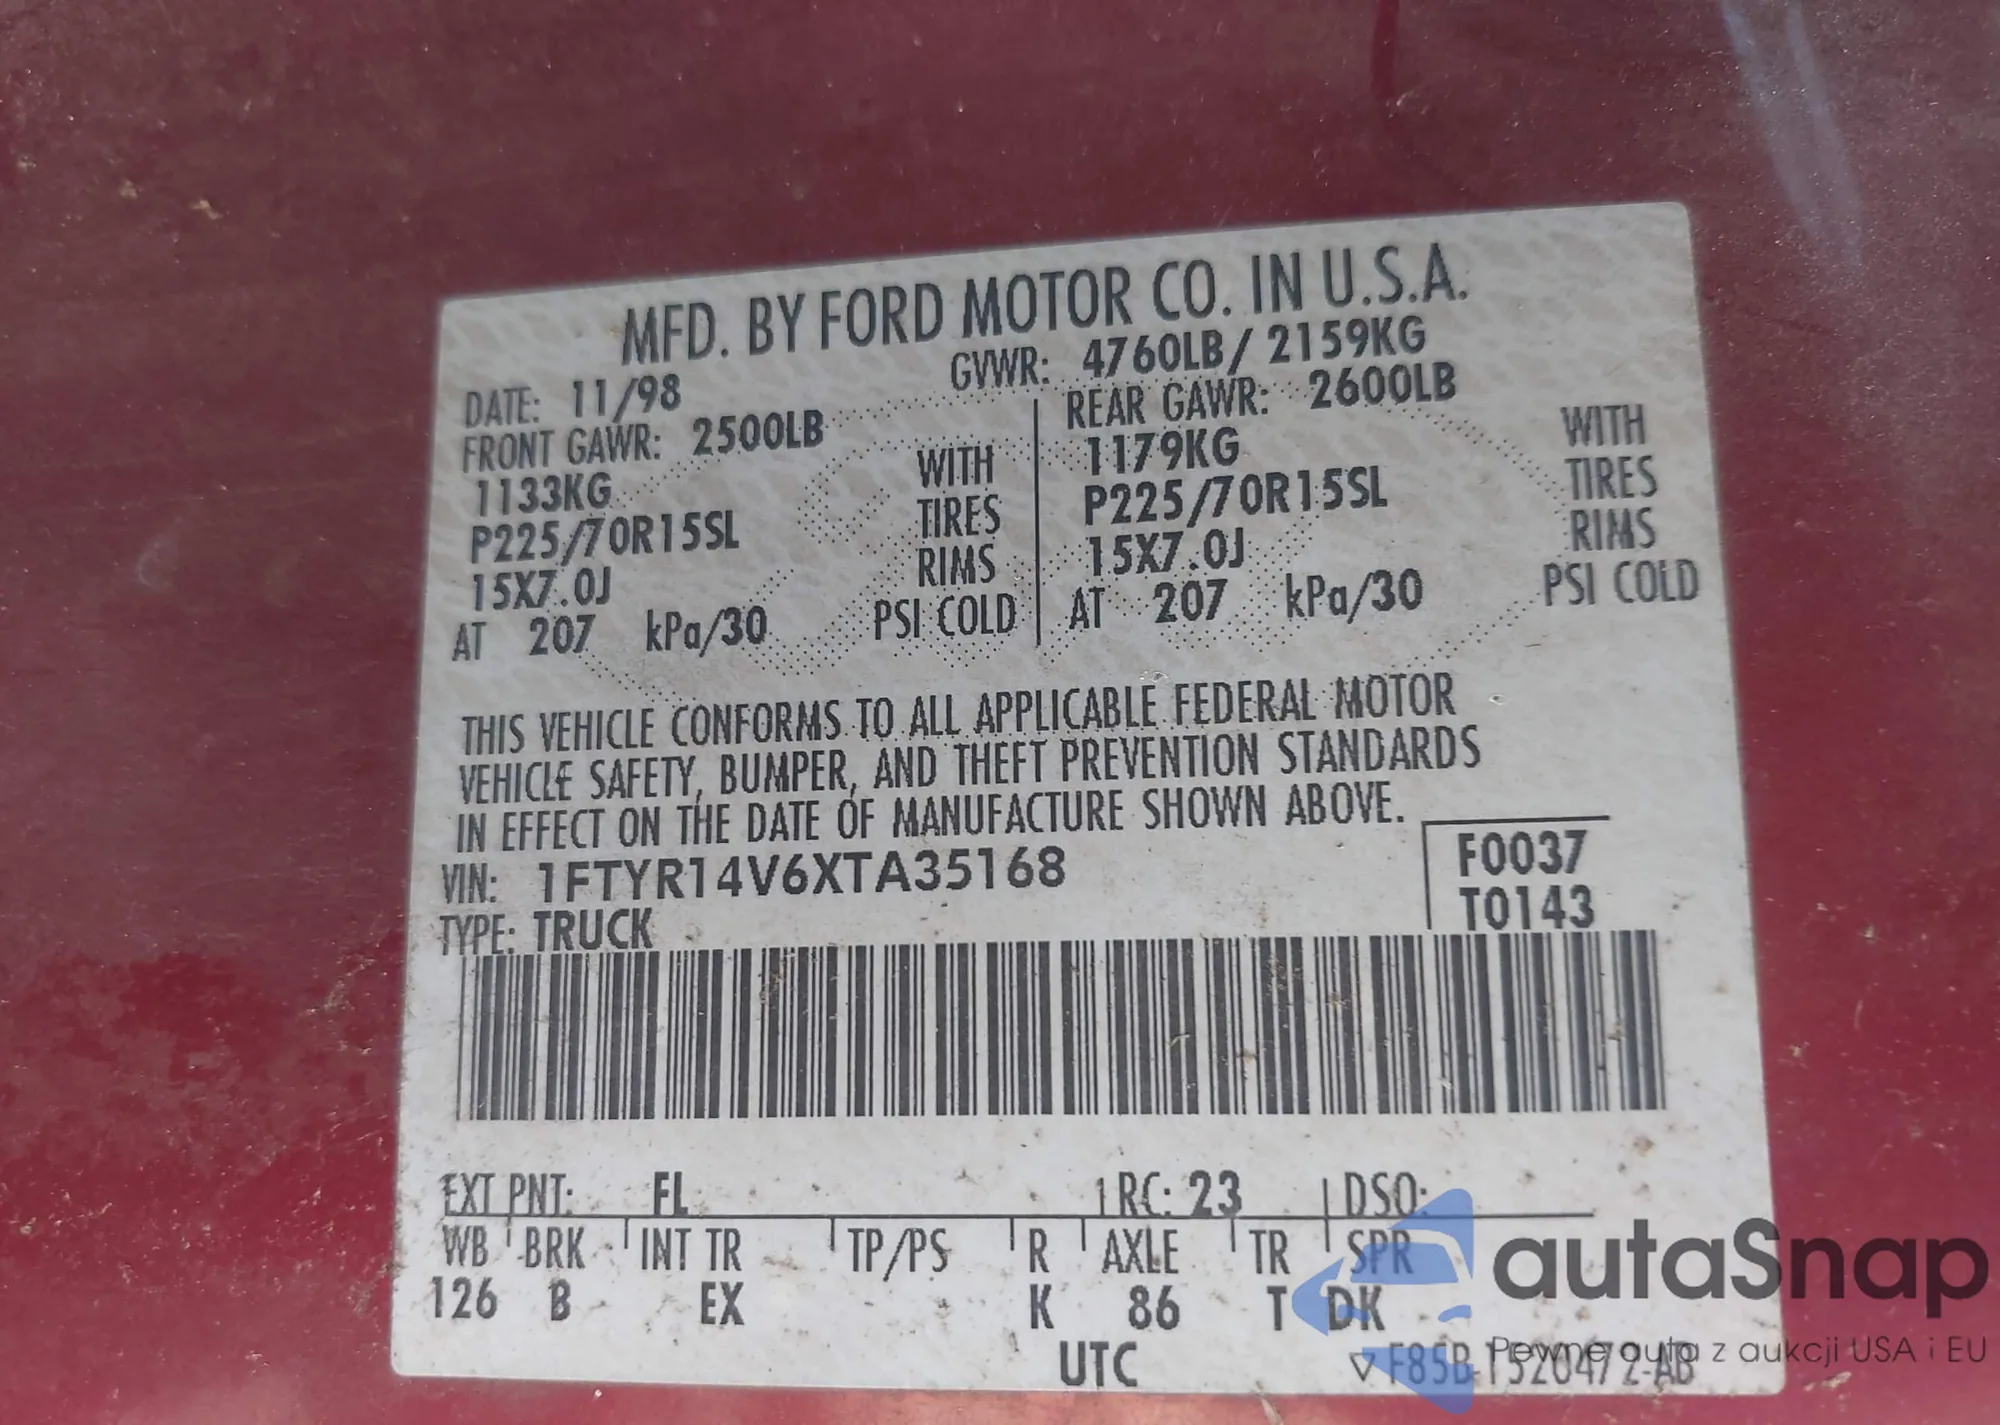 MFD. BY FORD MOTOR CO. IN U.S.A.
DATE: 11/98 GVWR: 4760LB/ 2159KG
FRONT GAWR: 2500LB REAR GAWR: 2600LB
1133KG WITH 1179KG WITH
P225/70R15SL TIRES P225/70R15SL TIRES
15X7.0J RIMS 15X7.0J RIMS
AT 207 kPa/30 PSI COLD AT 207 kPa/30 PSI COLD
THIS VEHICLE CONFORMS TO ALL APPLICABLE FEDERAL MOTOR
VEHICLE SAFETY, BUMPER, AND THEFT PREVENTION STANDARDS
IN EFFECT ON THE DATE OF MANUFACTURE SHOWN ABOVE.
VIN: 1FTYR14V6XTA35168 F0037
TYPE: TRUCK T0143
EXT PNT: FL RC: 23 DSO:
WB BRK INT TR TP/PS R AXLE TR SPR
126 B EX K 86 T DK
UTC F85B-1520472-AB
autaSnap
Pewne auta z aukcji USA i EU